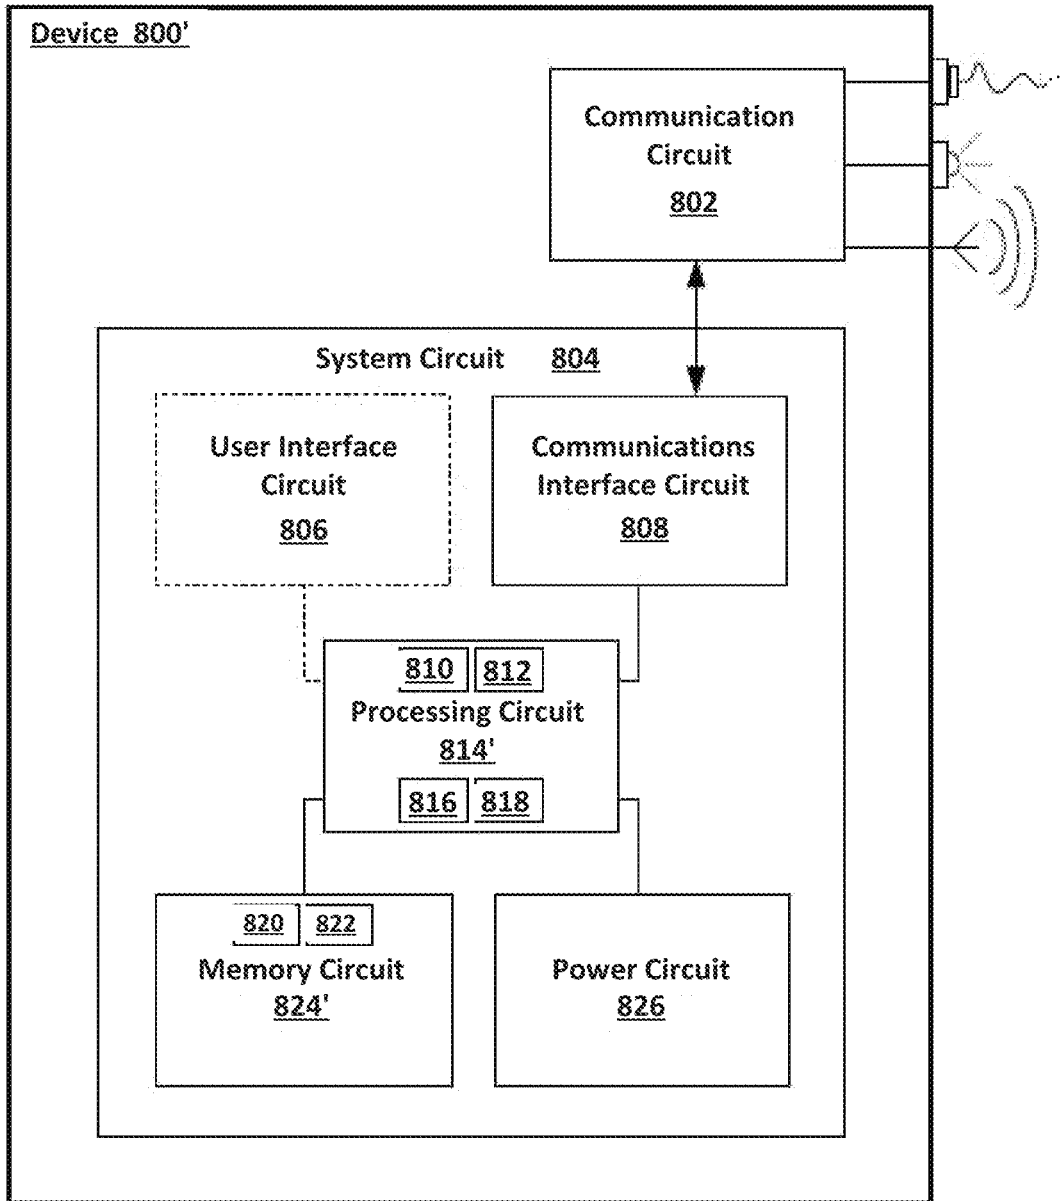 Device 800'
Communication
Circuit
802
System Circuit 804
User Interface
Circuit
806
Communications
Interface Circuit
808
810 812
Processing Circuit
814'
816 818
820 822
Memory Circuit
824'
Power Circuit
826